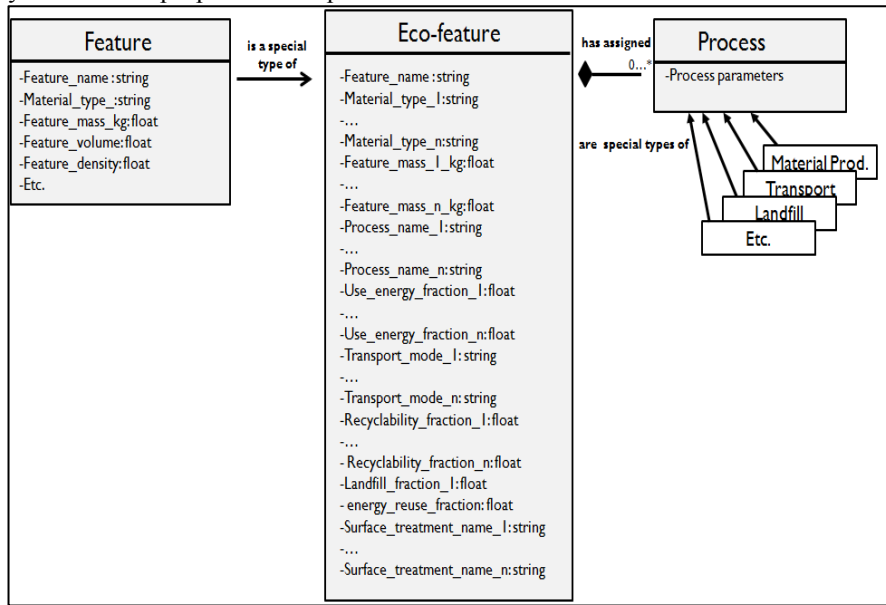 Feature
-Feature_name :string
-Material_type_:string
-Feature_mass_kg:float
-Feature_volume:float
-Feature_density:float
-Etc.
is a special
type of
Eco-feature
-Feature_name :string
-Material_type_1:string
-...
-Material_type_n:string
-Feature_mass_1_kg:float
-...
-Feature_mass_n_kg:float
-Process_name_1:string
-...
-Process_name_n:string
-Use_energy_fraction_1:float
-...
-Use_energy_fraction_n:float
-Transport_mode_1:string
-...
-Transport_mode_n:string
-Recyclability_fraction_1:float
-...
- Recyclability_fraction_n:float
-Landfill_fraction_1:float
- energy_reuse_fraction:float
-Surface_treatment_name_1:string
-...
-Surface_treatment_name_n:string
has assigned
0...*
Process
-Process parameters
are special types of
Material Prod.
Transport
Landfill
Etc.